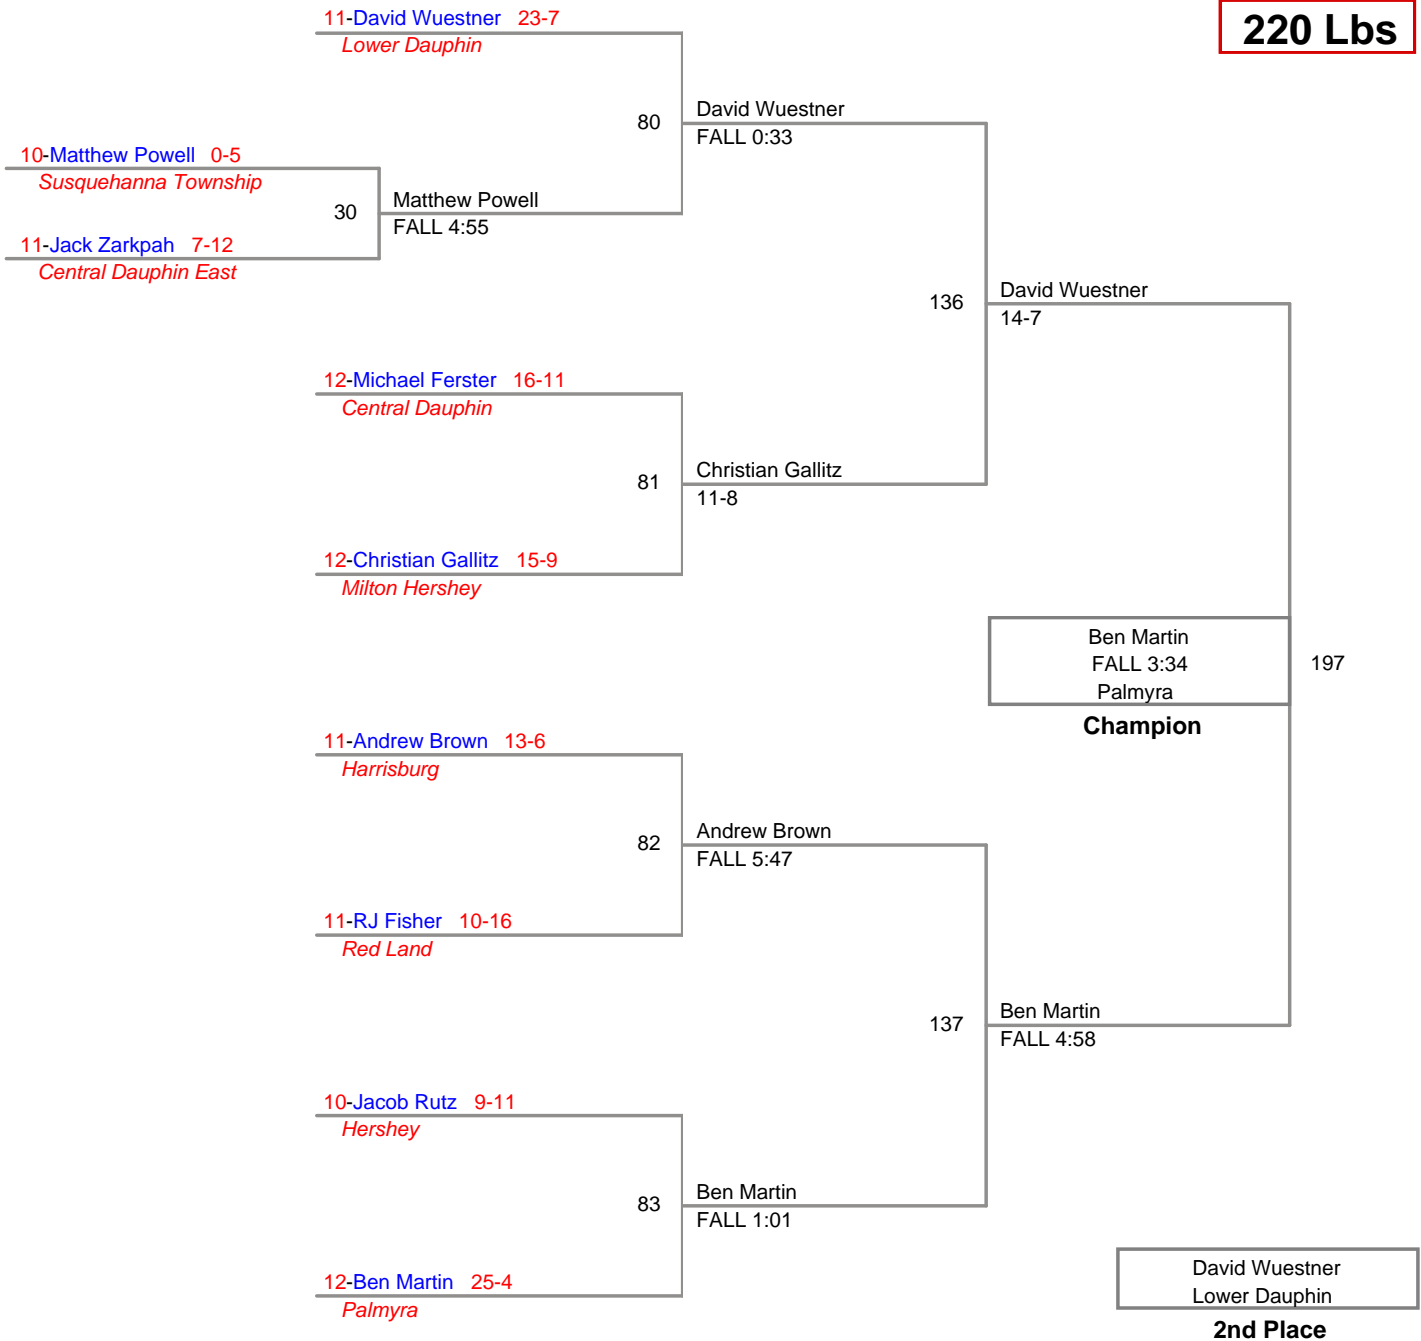 220 Lbs
11-David Wuestner 23-7
Lower Dauphin
80
David Wuestner
FALL 0:33
10-Matthew Powell 0-5
Susquehanna Township
30
Matthew Powell
FALL 4:55
11-Jack Zarkpah 7-12
Central Dauphin East
136
David Wuestner
14-7
12-Michael Ferster 16-11
Central Dauphin
81
Christian Gallitz
11-8
12-Christian Gallitz 15-9
Milton Hershey
Ben Martin
FALL 3:34
Palmyra
197
Champion
11-Andrew Brown 13-6
Harrisburg
82
Andrew Brown
FALL 5:47
11-RJ Fisher 10-16
Red Land
137
Ben Martin
FALL 4:58
10-Jacob Rutz 9-11
Hershey
83
Ben Martin
FALL 1:01
12-Ben Martin 25-4
Palmyra
David Wuestner
Lower Dauphin
2nd Place